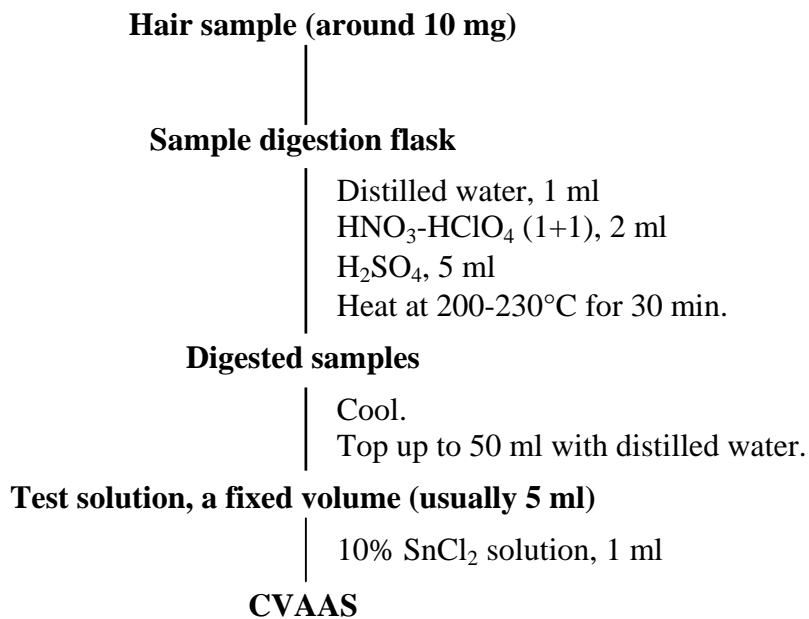 Hair sample (around 10 mg)
Sample digestion flask
Distilled water, 1 ml
HNO₃-HClO₄ (1+1), 2 ml
H₂SO₄, 5 ml
Heat at 200-230°C for 30 min.
Digested samples
Cool.
Top up to 50 ml with distilled water.
Test solution, a fixed volume (usually 5 ml)
10% SnCl₂ solution, 1 ml
CVAAS